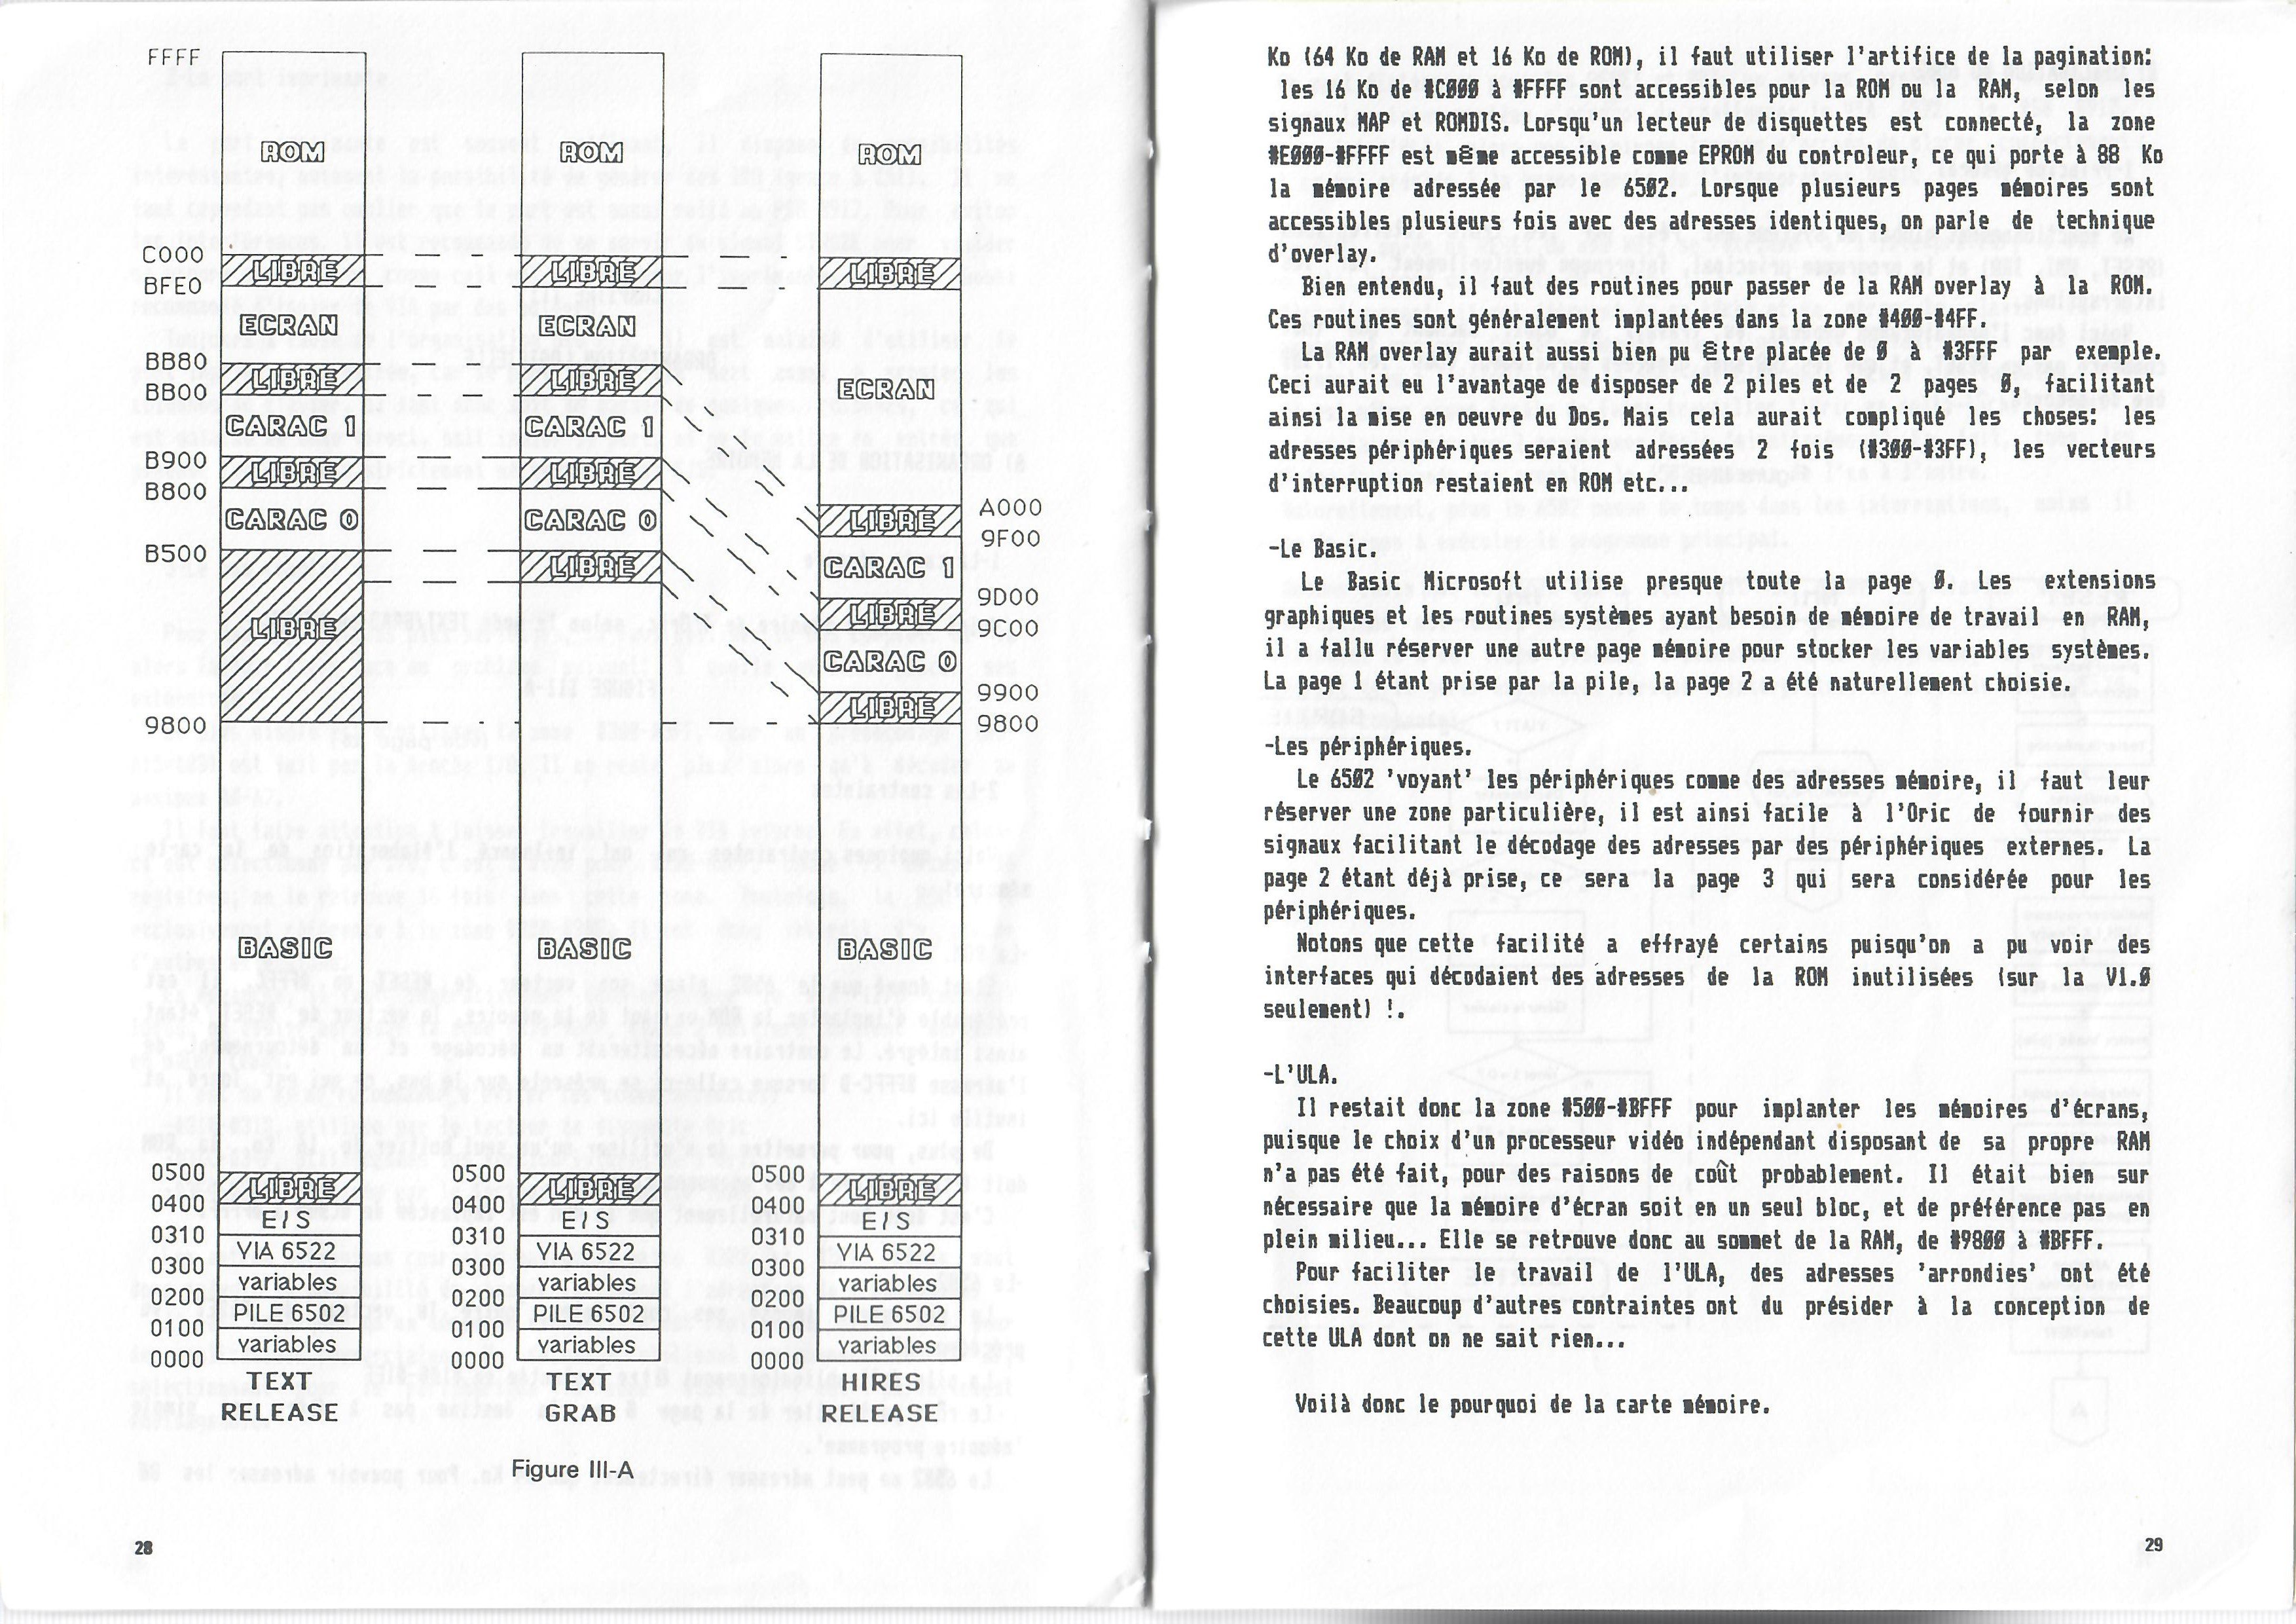 FFFF
ROM
ROM
ROM
C000
LIBRE
LIBRE
LIBRE
BFE0
ECRAN
ECRAN
BB80
LIBRE
LIBRE
ECRAN
BB00
CARAC 1
CARAC 1
B900
LIBRE
LIBRE
B800
A000
LIBRE
CARAC 0
CARAC 0
9F00
B500
LIBRE
CARAC 1
9D00
LIBRE
LIBRE
9C00
CARAC 0
9900
LIBRE
9800
9800
BASIC
BASIC
BASIC
0500
0500
0500
LIBRE
LIBRE
LIBRE
0400
0400
0400
E/S
E/S
E/S
0310
0310
0310
VIA 6522
VIA 6522
VIA 6522
0300
0300
0300
variables
variables
variables
0200
0200
0200
PILE 6502
PILE 6502
PILE 6502
0100
0100
0100
variables
variables
variables
0000
0000
0000
TEXT
RELEASE
TEXT
GRAB
HIRES
RELEASE
Figure III-A
28
Ko (64 Ko de RAM et 16 Ko de ROM), il faut utiliser l'artifice de la pagination:
les 16 Ko de #CØØØ à #FFFF sont accessibles pour la ROM ou la RAM, selon les
signaux MAP et ROMDIS. Lorsqu'un lecteur de disquettes est connecté, la zone
#EØØØ-#FFFF est même accessible comme EPROM du controleur, ce qui porte à 88 Ko
la mémoire adressée par le 65Ø2. Lorsque plusieurs pages mémoires sont
accessibles plusieurs fois avec des adresses identiques, on parle de technique
d'overlay.
Bien entendu, il faut des routines pour passer de la RAM overlay à la ROM.
Ces routines sont généralement implantées dans la zone #4ØØ-#4FF.
La RAM overlay aurait aussi bien pu être placée de Ø à #3FFF par exemple.
Ceci aurait eu l'avantage de disposer de 2 piles et de 2 pages Ø, facilitant
ainsi la mise en oeuvre du Dos. Mais cela aurait compliqué les choses: les
adresses périphériques seraient adressées 2 fois (#3ØØ-#3FF), les vecteurs
d'interruption restaient en ROM etc...
-Le Basic.
Le Basic Microsoft utilise presque toute la page Ø. Les extensions
graphiques et les routines systèmes ayant besoin de mémoire de travail en RAM,
il a fallu réserver une autre page mémoire pour stocker les variables systèmes.
La page 1 étant prise par la pile, la page 2 a été naturellement choisie.
-Les périphériques.
Le 65Ø2 'voyant' les périphériques comme des adresses mémoire, il faut leur
réserver une zone particulière, il est ainsi facile à l'Oric de fournir des
signaux facilitant le décodage des adresses par des périphériques externes. La
page 2 étant déjà prise, ce sera la page 3 qui sera considérée pour les
périphériques.
Notons que cette facilité a effrayé certains puisqu'on a pu voir des
interfaces qui décodaient des adresses de la ROM inutilisées (sur la V1.Ø
seulement) !.
-L'ULA.
Il restait donc la zone #5ØØ-#BFFF pour implanter les mémoires d'écrans,
puisque le choix d'un processeur vidéo indépendant disposant de sa propre RAM
n'a pas été fait, pour des raisons de coût probablement. Il était bien sur
nécessaire que la mémoire d'écran soit en un seul bloc, et de préférence pas en
plein milieu... Elle se retrouve donc au sommet de la RAM, de #98ØØ à #BFFF.
Pour faciliter le travail de l'ULA, des adresses 'arrondies' ont été
choisies. Beaucoup d'autres contraintes ont du présider à la conception de
cette ULA dont on ne sait rien...
Voilà donc le pourquoi de la carte mémoire.
29